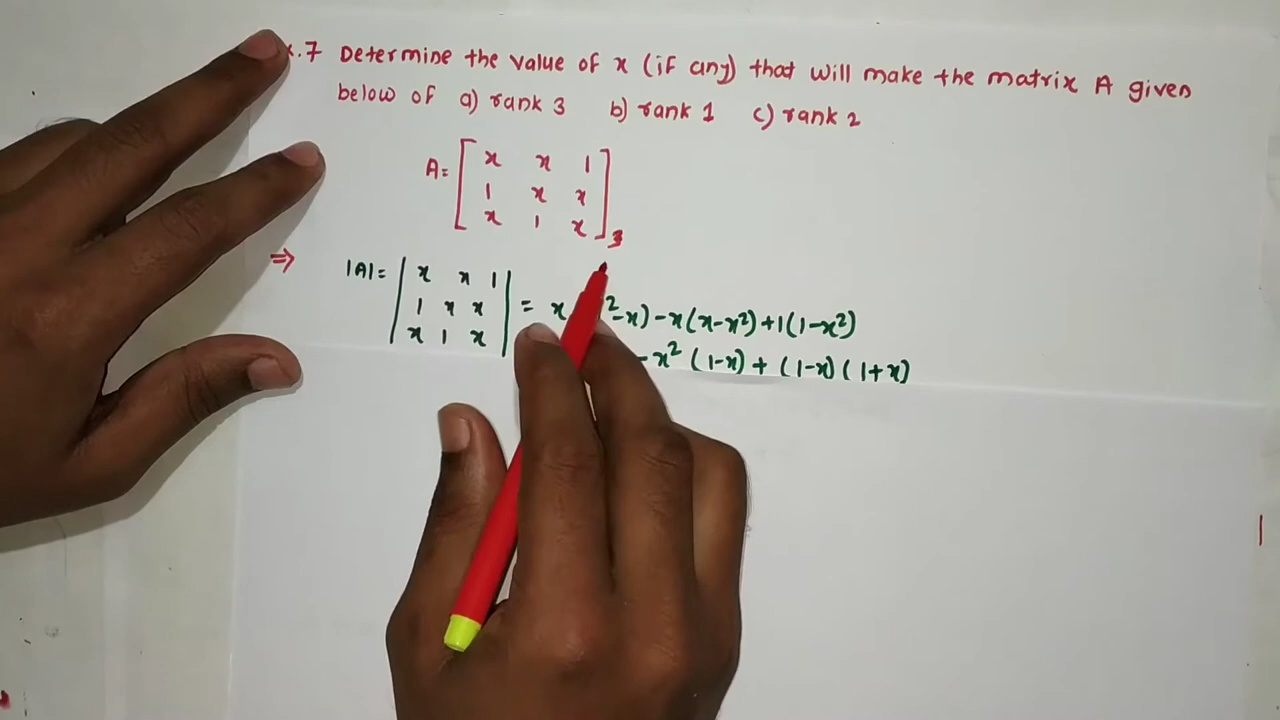 .7 Determine the value of x (if any) that will make the matrix A given
below of a) rank 3 b) rank 1 c) rank 2
A= [ x x 1
1 x x
x 1 x ]3
⇒ |A|= | x x 1 |
1 x x
x 1 x
= x 2-x) -x(x-x²) +1(1-x²)
- x² (1-x) + (1-x) (1+x)